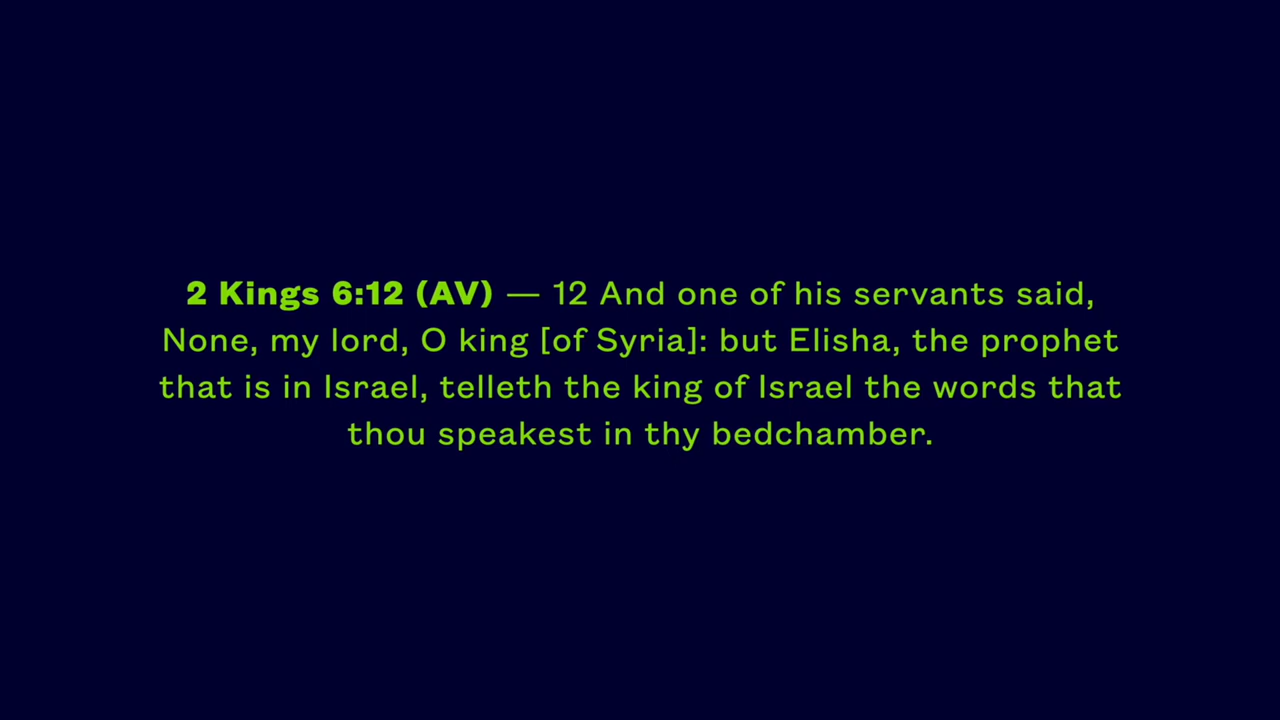 2 Kings 6:12 (AV) — 12 And one of his servants said,
None, my lord, O king [of Syria]: but Elisha, the prophet
that is in Israel, telleth the king of Israel the words that
thou speakest in thy bedchamber.